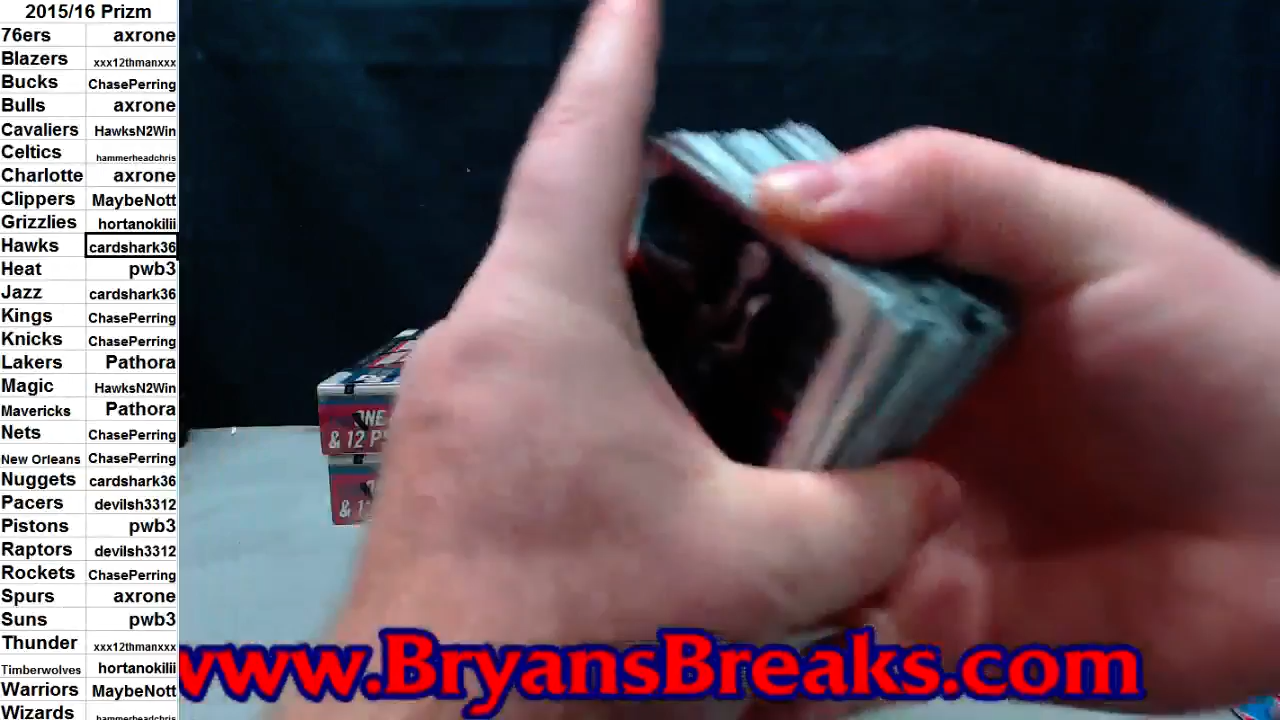 2015/16 Prizm
76ers axrone
Blazers xxx12thmanxxx
Bucks ChasePerring
Bulls axrone
Cavaliers HawksN2Win
Celtics hammerheadchris
Charlotte axrone
Clippers MaybeNott
Grizzlies hortanokilii
Hawks cardshark36
Heat pwb3
Jazz cardshark36
Kings ChasePerring
Knicks ChasePerring
Lakers Pathora
Magic HawksN2Win
Mavericks Pathora
Nets ChasePerring
New Orleans ChasePerring
Nuggets cardshark36
Pacers devilsh3312
Pistons pwb3
Raptors devilsh3312
Rockets ChasePerring
Spurs axrone
Suns pwb3
Thunder xxx12thmanxxx
Timberwolves hortanokilii
Warriors MaybeNott
Wizards hammerheadchris
ONE
& 12
www.BryansBreaks.com